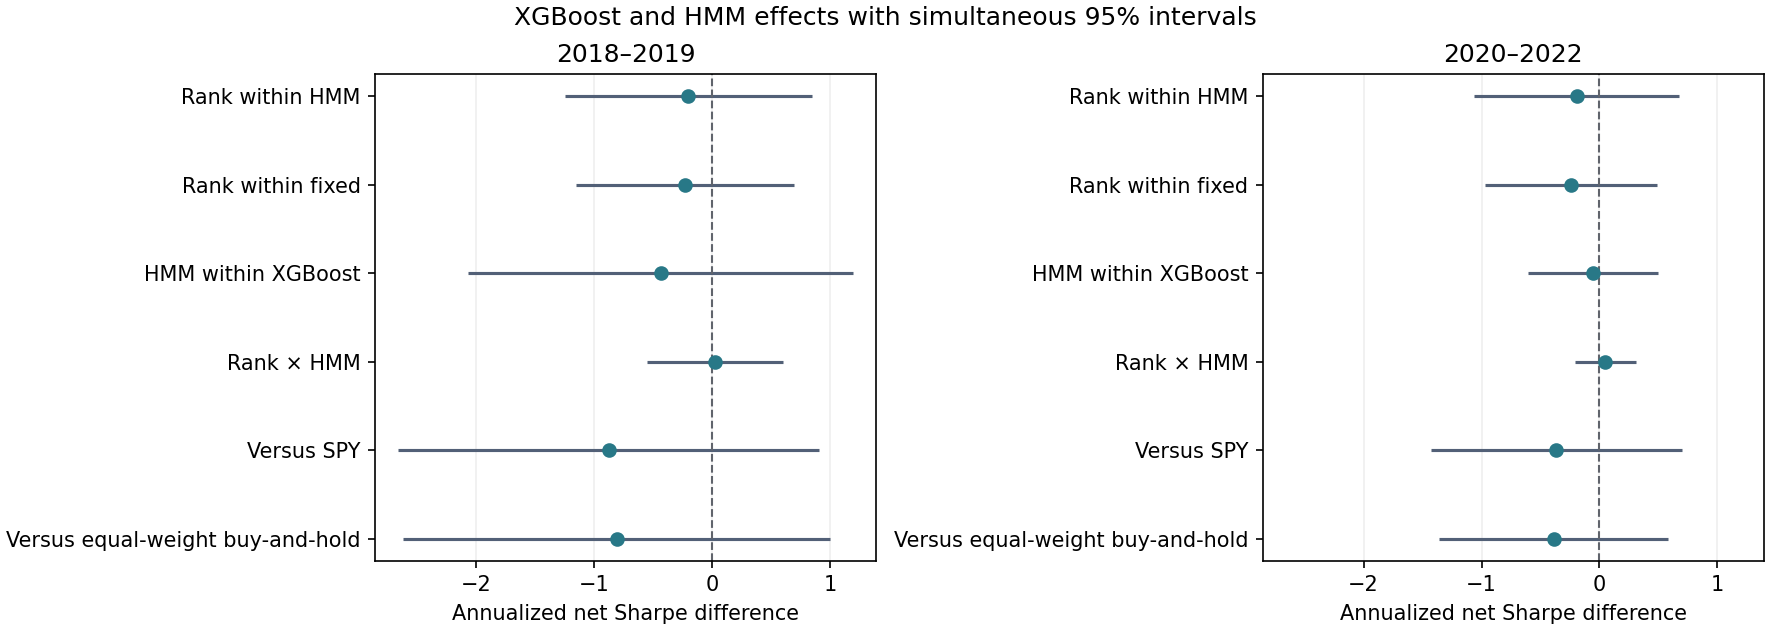 XGBoost and HMM effects with simultaneous 95% intervals
2018–2019
Rank within HMM
Rank within fixed
HMM within XGBoost
Rank × HMM
Versus SPY
Versus equal-weight buy-and-hold
−2 −1 0 1
Annualized net Sharpe difference
2020–2022
Rank within HMM
Rank within fixed
HMM within XGBoost
Rank × HMM
Versus SPY
Versus equal-weight buy-and-hold
−2 −1 0 1
Annualized net Sharpe difference